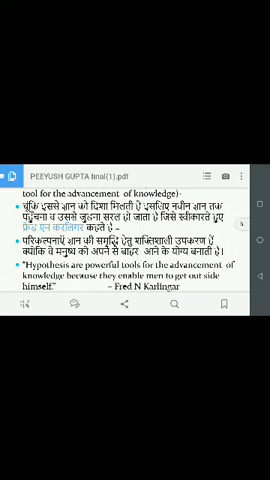 PEEYUSH GUPTA final(1).pdf
tool for the advancement of knowledge)-
चूंकि इससे ज्ञान को दिशा मिलती है इसलिए नवीन ज्ञान तक
पहुँचना व उससे जुड़ना सरल हो जाता है जिसे स्वीकारते हुए
फ्रेड एन करलिंगर कहते है –
परिकल्पनाएँ ज्ञान की समृद्धि हेतु शक्तिशाली उपकरण हैं
क्योंकि वे मनुष्य को अपने से बाहर आने के योग्य बनाती है।
“Hypothesis are powerful tools for the advancement of
knowledge because they enable men to get out side
himself.” – Fred N Karlingar